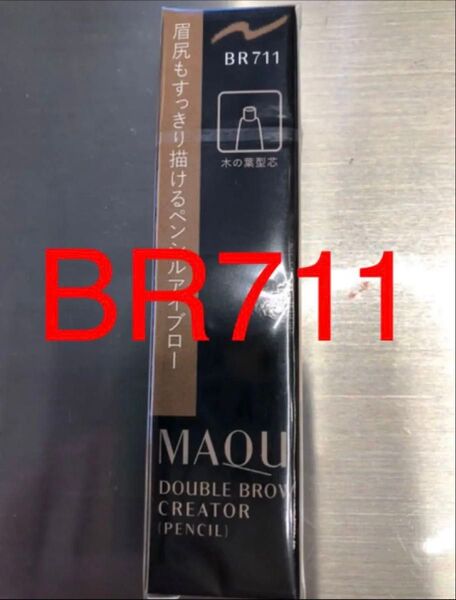 BR711
木の葉型芯
眉尻もすっきり描けるペンシルアイブロー
BR711
MAQU
DOUBLE BROW
CREATOR
(PENCIL)